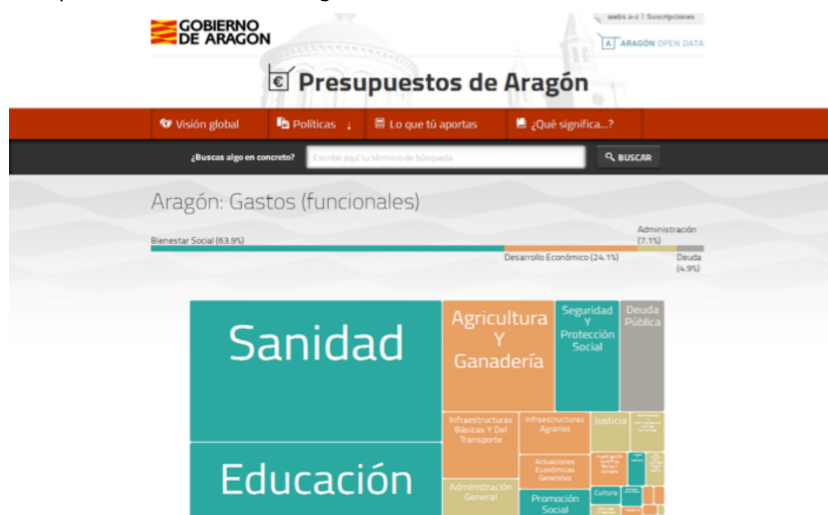 GOBIERNO
DE ARAGON
webs a-z | Suscripciones
ARAGÓN OPEN DATA
Presupuestos de Aragón
Visión global
Políticas ↓
Lo que tú aportas
¿Qué significa...?
¿Buscas algo en concreto?
Escribe aquí tu término de búsqueda
BUSCAR
Aragón: Gastos (funcionales)
Bienestar Social (63.9%)
Desarrollo Económico (24.1%)
Administración
(7.1%)
Deuda
(4.9%)
Sanidad
Agricultura
Y
Ganadería
Seguridad
Y
Protección
Social
Deuda
Pública
Infraestructuras
Básicas Y Del
Transporte
Infraestructuras
Agrarias
Justicia
Educación
Actuaciones
Económicas
Generales
Administración
General
Promoción
Social
Cultura